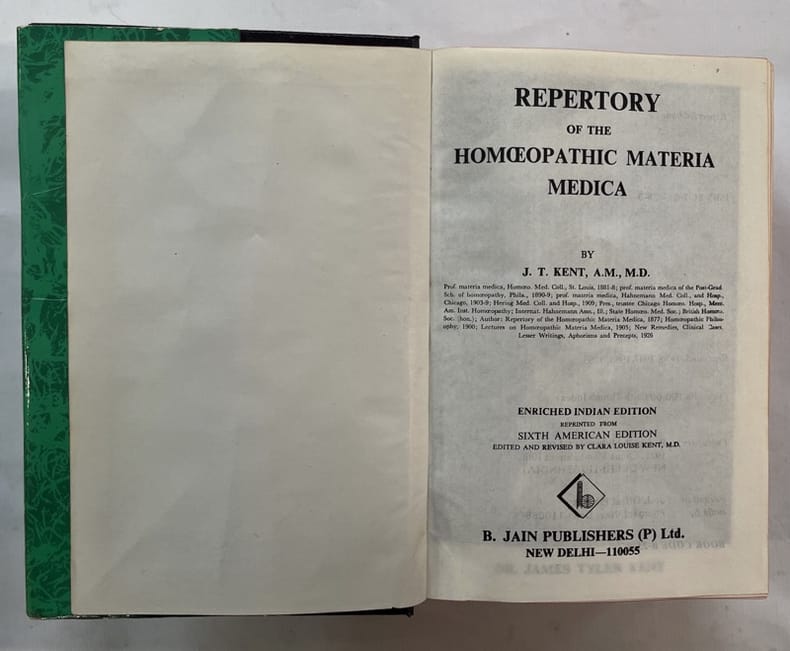 REPERTORY
OF THE
HOMŒOPATHIC MATERIA
MEDICA
BY
J. T. KENT, A.M., M.D.
Prof. materia medica, Homœo. Med. Coll., St. Louis, 1881-8; prof. materia medica of the Post-Grad.
Sch. of homœopathy, Phila., 1890-9; prof. materia medica, Hahnemann Med. Coll., and Hosp.,
Chicago, 1903-9; Hering Med. Coll. and Hosp., 1909; Pres., trustee Chicago Homœo. Hosp., Mem.
Am. Inst. Homœopathy; Internat. Hahnemann Assn., Ill.; State Homœo. Med. Soc.; British Homœo.
Soc. (hon.); Author: Repertory of the Homœopathic Materia Medica, 1877; Homœopathic Philos-
ophy, 1900; Lectures on Homœopathic Materia Medica, 1905; New Remedies, Clinical Cases,
Lesser Writings, Aphorisms and Precepts, 1926
ENRICHED INDIAN EDITION
REPRINTED FROM
SIXTH AMERICAN EDITION
EDITED AND REVISED BY CLARA LOUISE KENT, M.D.
B. JAIN PUBLISHERS (P) Ltd.
NEW DELHI—110055
DR. JAMES TYLER KENT